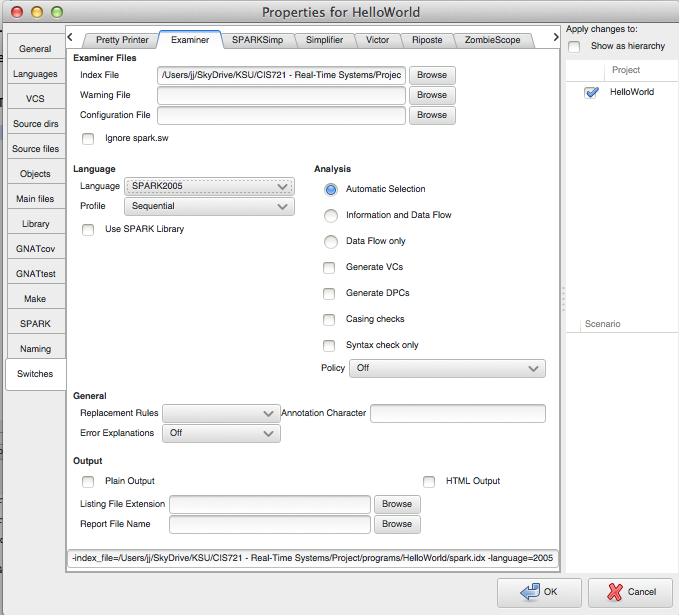 Properties for HelloWorld
General
Languages
VCS
Source dirs
Source files
Objects
Main files
Library
GNATcov
GNATtest
Make
SPARK
Naming
Switches
Pretty Printer Examiner SPARKSimp Simplifier Victor Riposte ZombieScope
Examiner Files
Index File /Users/jj/SkyDrive/KSU/CIS721 - Real-Time Systems/Projec Browse
Warning File Browse
Configuration File Browse
Ignore spark.sw
Language
Language SPARK2005
Profile Sequential
Use SPARK Library
Analysis
Automatic Selection
Information and Data Flow
Data Flow only
Generate VCs
Generate DPCs
Casing checks
Syntax check only
Policy Off
General
Replacement Rules Annotation Character
Error Explanations Off
Output
Plain Output HTML Output
Listing File Extension Browse
Report File Name Browse
-index_file=/Users/jj/SkyDrive/KSU/CIS721 - Real-Time Systems/Project/programs/HelloWorld/spark.idx -language=2005
Apply changes to:
Show as hierarchy
Project
HelloWorld
Scenario
OK Cancel